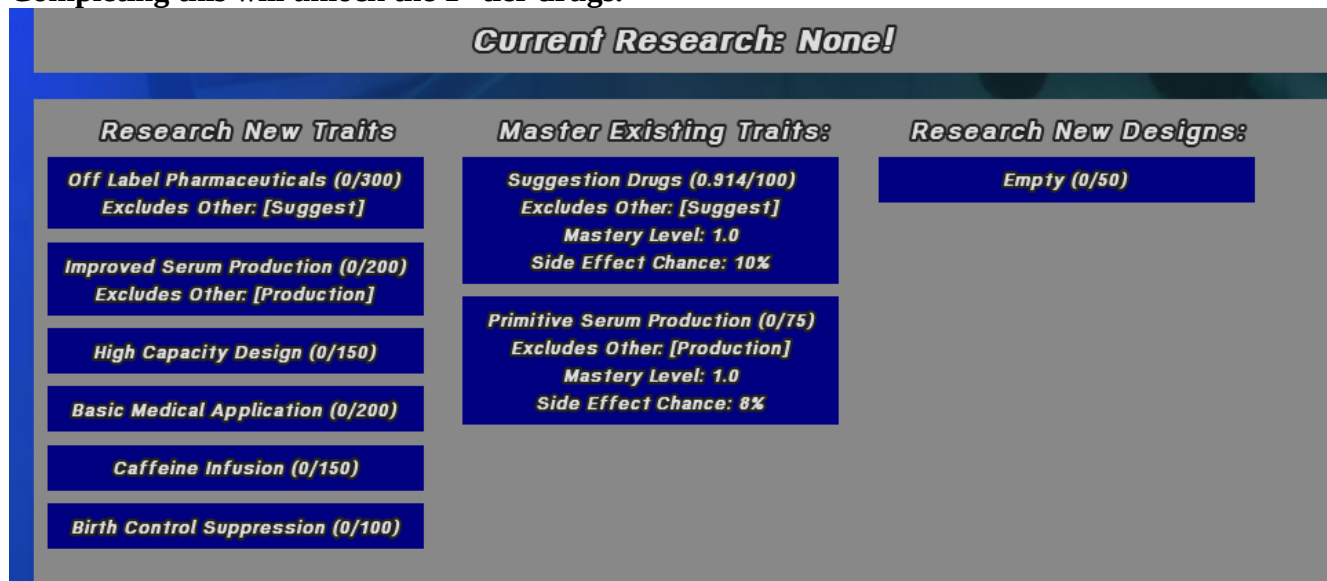 Current Research: None!
Research New Traits
Off Label Pharmaceuticals (0/300)
Excludes Other: [Suggest]
Improved Serum Production (0/200)
Excludes Other: [Production]
High Capacity Design (0/150)
Basic Medical Application (0/200)
Caffeine Infusion (0/150)
Birth Control Suppression (0/100)
Master Existing Traits:
Suggestion Drugs (0.914/100)
Excludes Other: [Suggest]
Mastery Level: 1.0
Side Effect Chance: 10%
Primitive Serum Production (0/75)
Excludes Other: [Production]
Mastery Level: 1.0
Side Effect Chance: 8%
Research New Designs:
Empty (0/50)